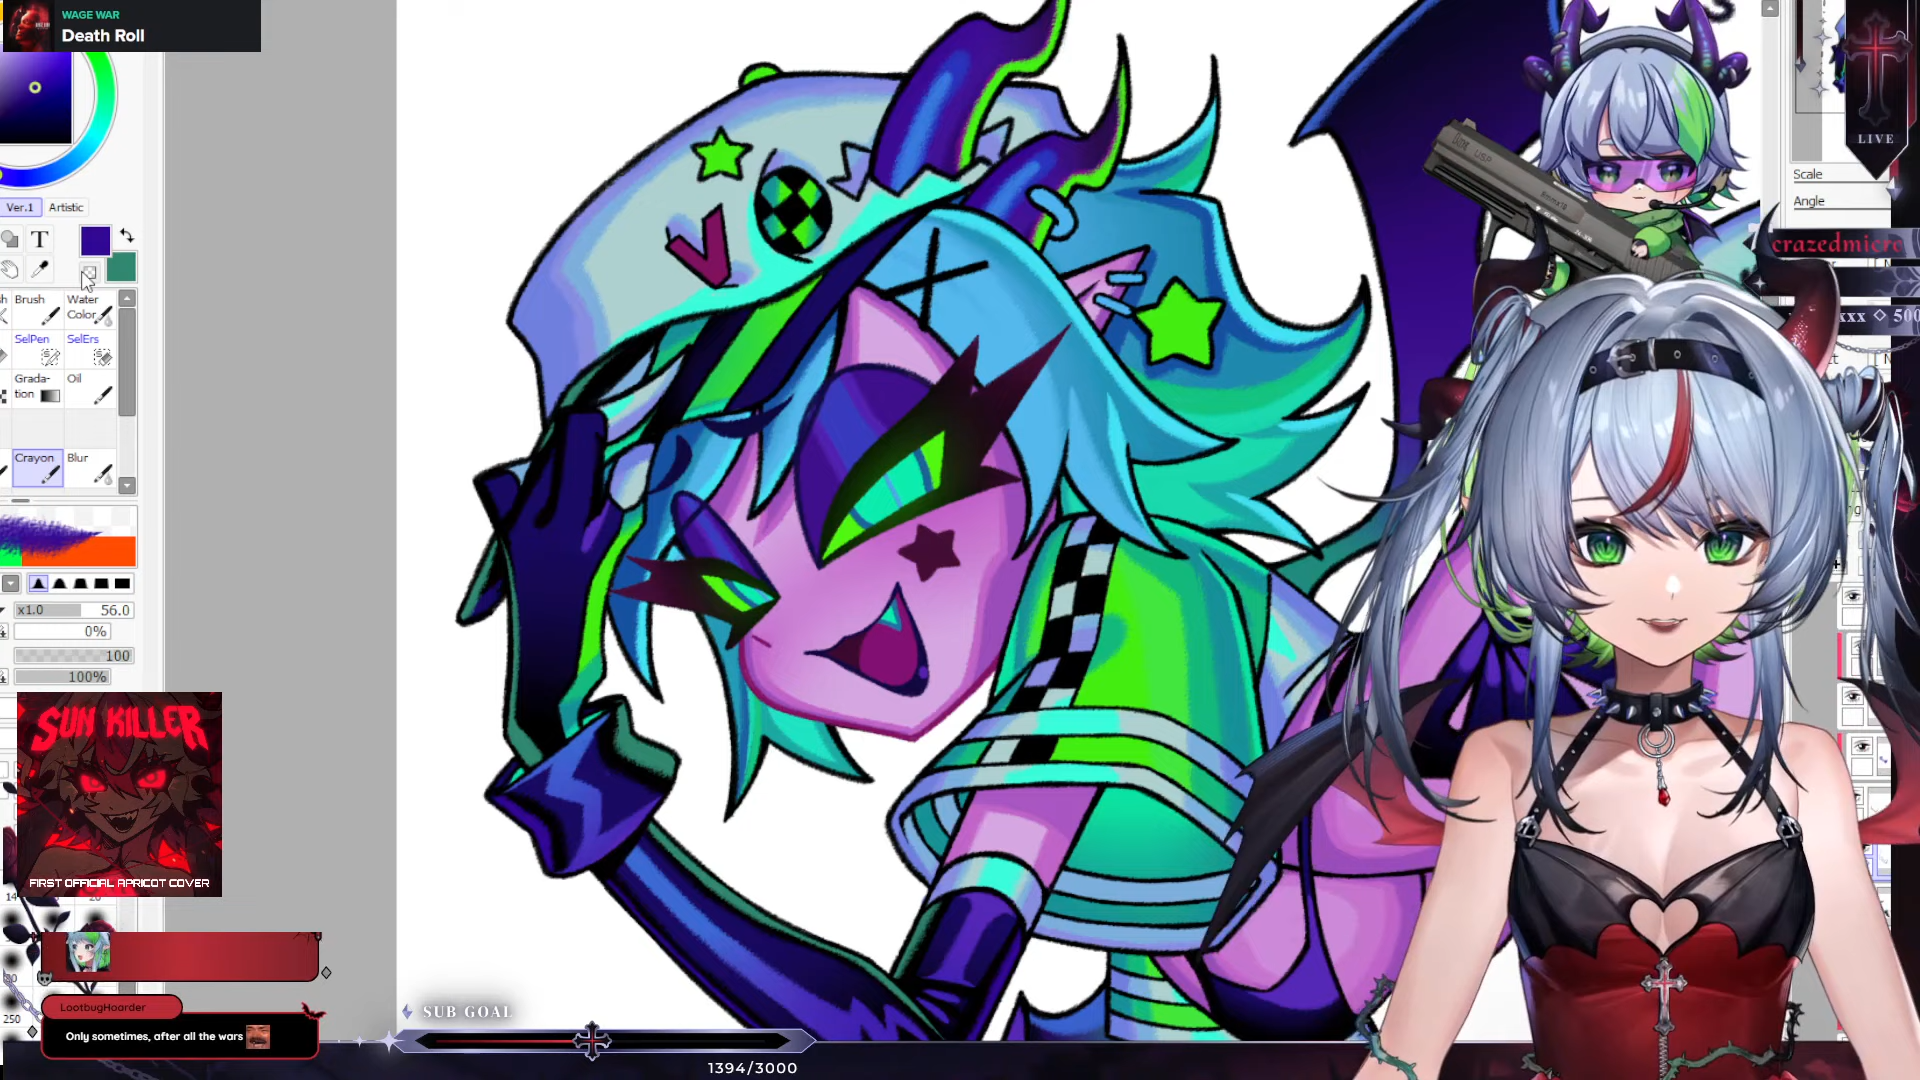 WAGE WAR
Death Roll
Ver.1
Artistic
T
Brush
Water
Color
SelPen
SelErs
Grada-
tion
Oil
Crayon
Blur
x1.0
56.0
0%
100
100%
SUN KILLER
FIRST OFFICIAL APRICOT COVER
250
LootbugHoarder
Only sometimes, after all the wars
SUB GOAL
1394/3000
V
LIVE
Scale
Angle
crazedmicro
xxx ◇ 500